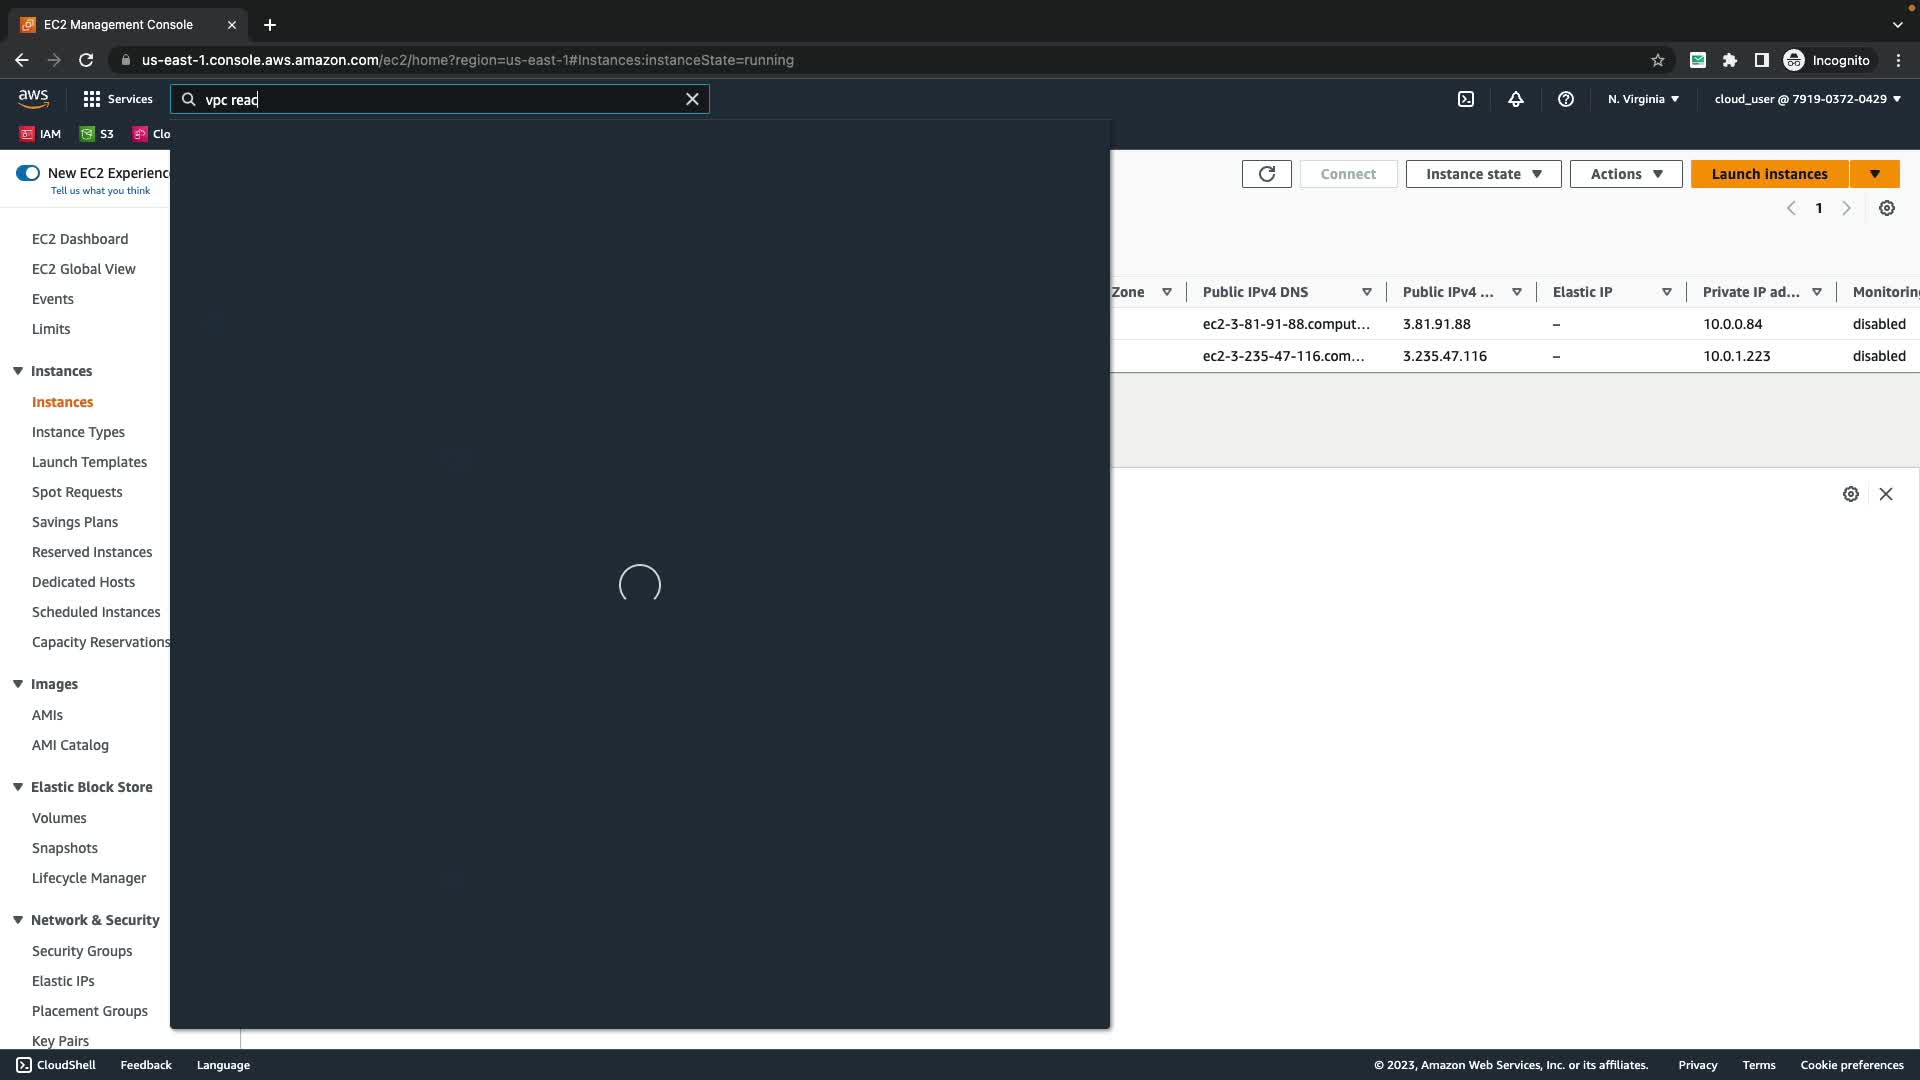 EC2 Management Console
us-east-1.console.aws.amazon.com/ec2/home?region=us-east-1#Instances:instanceState=running
Incognito
aws
Services
vpc reac
N. Virginia
cloud_user @ 7919-0372-0429
IAM
S3
Clo
New EC2 Experienc
Tell us what you think
EC2 Dashboard
EC2 Global View
Events
Limits
Instances
Instances
Instance Types
Launch Templates
Spot Requests
Savings Plans
Reserved Instances
Dedicated Hosts
Scheduled Instances
Capacity Reservations
Images
AMIs
AMI Catalog
Elastic Block Store
Volumes
Snapshots
Lifecycle Manager
Network & Security
Security Groups
Elastic IPs
Placement Groups
Key Pairs
Connect
Instance state
Actions
Launch instances
1
Zone
Public IPv4 DNS
Public IPv4 ...
Elastic IP
Private IP ad...
Monitoring
ec2-3-81-91-88.comput...
3.81.91.88
–
10.0.0.84
disabled
ec2-3-235-47-116.com...
3.235.47.116
–
10.0.1.223
disabled
CloudShell
Feedback
Language
© 2023, Amazon Web Services, Inc. or its affiliates.
Privacy
Terms
Cookie preferences